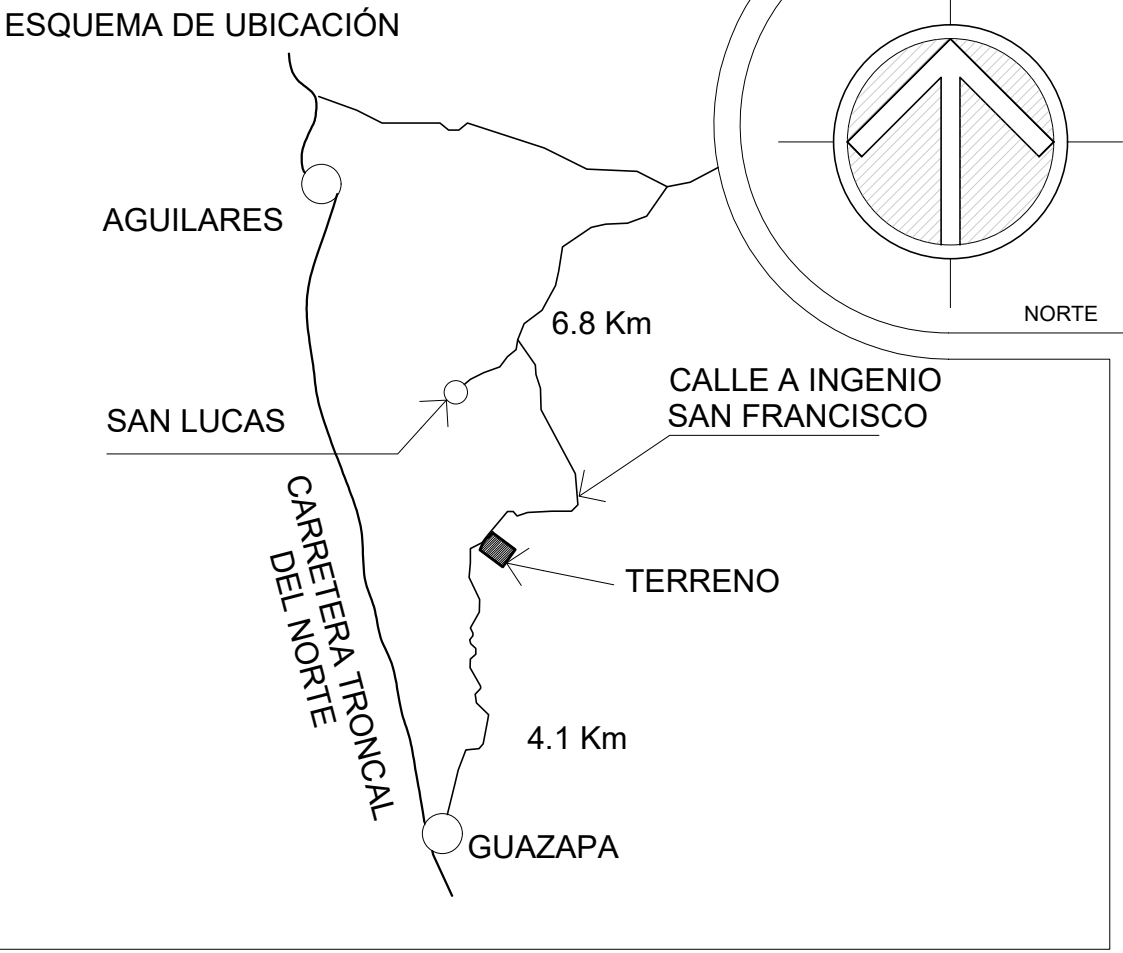 ESQUEMA DE UBICACIÓN
AGUILARES
NORTE
6.8 Km
CALLE A INGENIO
SAN FRANCISCO
SAN LUCAS
CARRETERA TRONCAL
DEL NORTE
TERRENO
4.1 Km
GUAZAPA